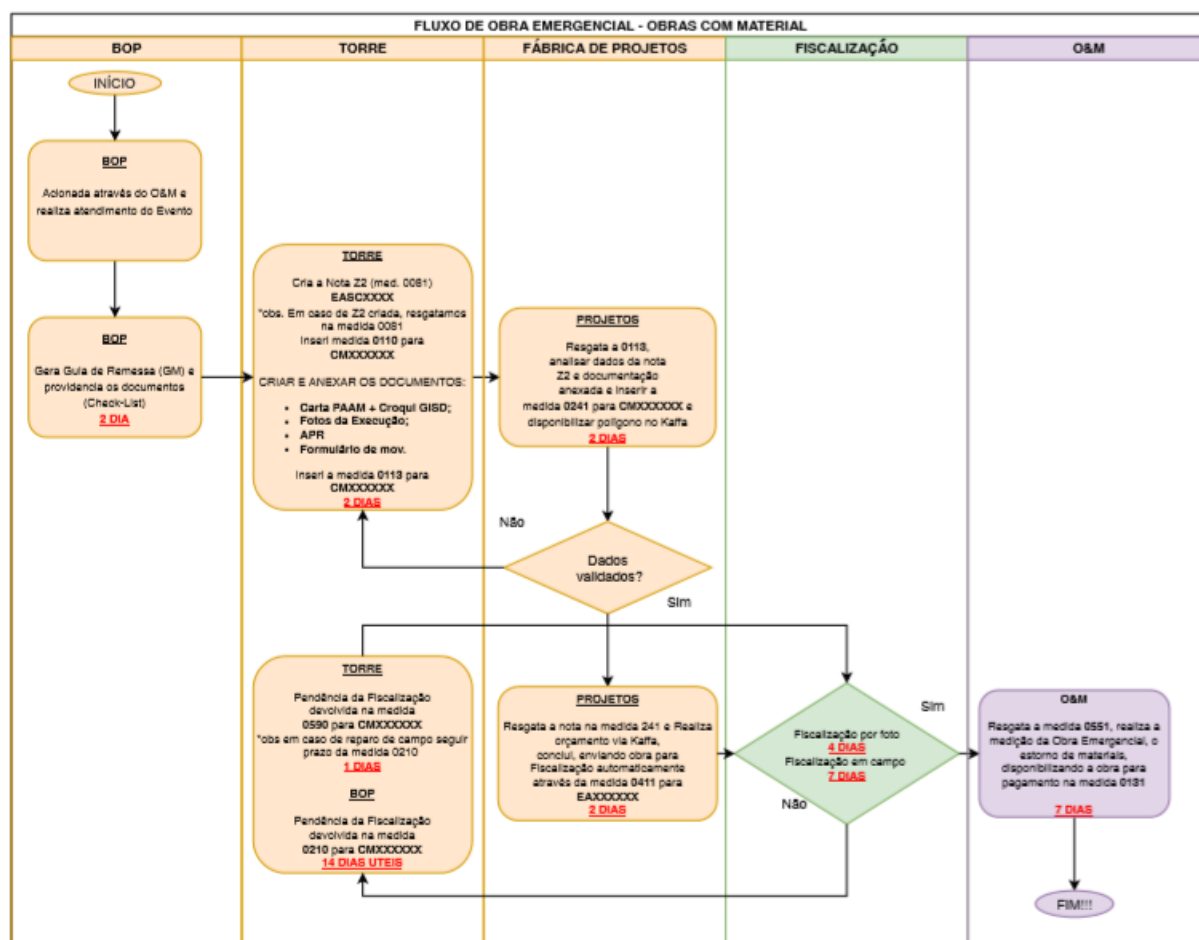 FLUXO DE OBRA EMERGENCIAL - OBRAS COM MATERIAL
BOP
TORRE
FÁBRICA DE PROJETOS
FISCALIZAÇÃO
O&M
INÍCIO
BOP
Acionada através do O&M e
realiza atendimento do Evento
BOP
Gera Guia de Remessa (GM) e
providencia os documentos
(Check-List)
2 DIA
TORRE
Cria a Nota Z2 (med. 0081)
EASCXXXX
*obs. Em caso de Z2 criada, resgatamos
na medida 0081
Inseri medida 0110 para
CMXXXXXX
CRIAR E ANEXAR OS DOCUMENTOS:
• Carta PAAM + Croqui GISD;
• Fotos da Execução;
• APR
• Formulário de mov.
Inseri a medida 0113 para
CMXXXXXX
2 DIAS
PROJETOS
Resgata a 0113,
analisar dados da nota
Z2 e documentação
anexada e inserir a
medida 0241 para CMXXXXXX e
disponibilizar polígono no Kaffa
2 DIAS
Não
Dados
validados?
Sim
TORRE
Pendência da Fiscalização
devolvida na medida
0590 para CMXXXXXX
*obs em caso de reparo de campo seguir
prazo da medida 0210
1 DIAS
BOP
Pendência da Fiscalização
devolvida na medida
0210 para CMXXXXXX
14 DIAS UTEIS
PROJETOS
Resgata a nota na medida 241 e Realiza
orçamento via Kaffa,
conclui, enviando obra para
Fiscalização automaticamente
através da medida 0411 para
EAXXXXXX
2 DIAS
Fiscalização por foto
4 DIAS
Fiscalização em campo
7 DIAS
Sim
Não
O&M
Resgata a medida 0551, realiza a
medição da Obra Emergencial, o
estorno de materiais,
disponibilizando a obra para
pagamento na medida 0131
7 DIAS
FIM!!!